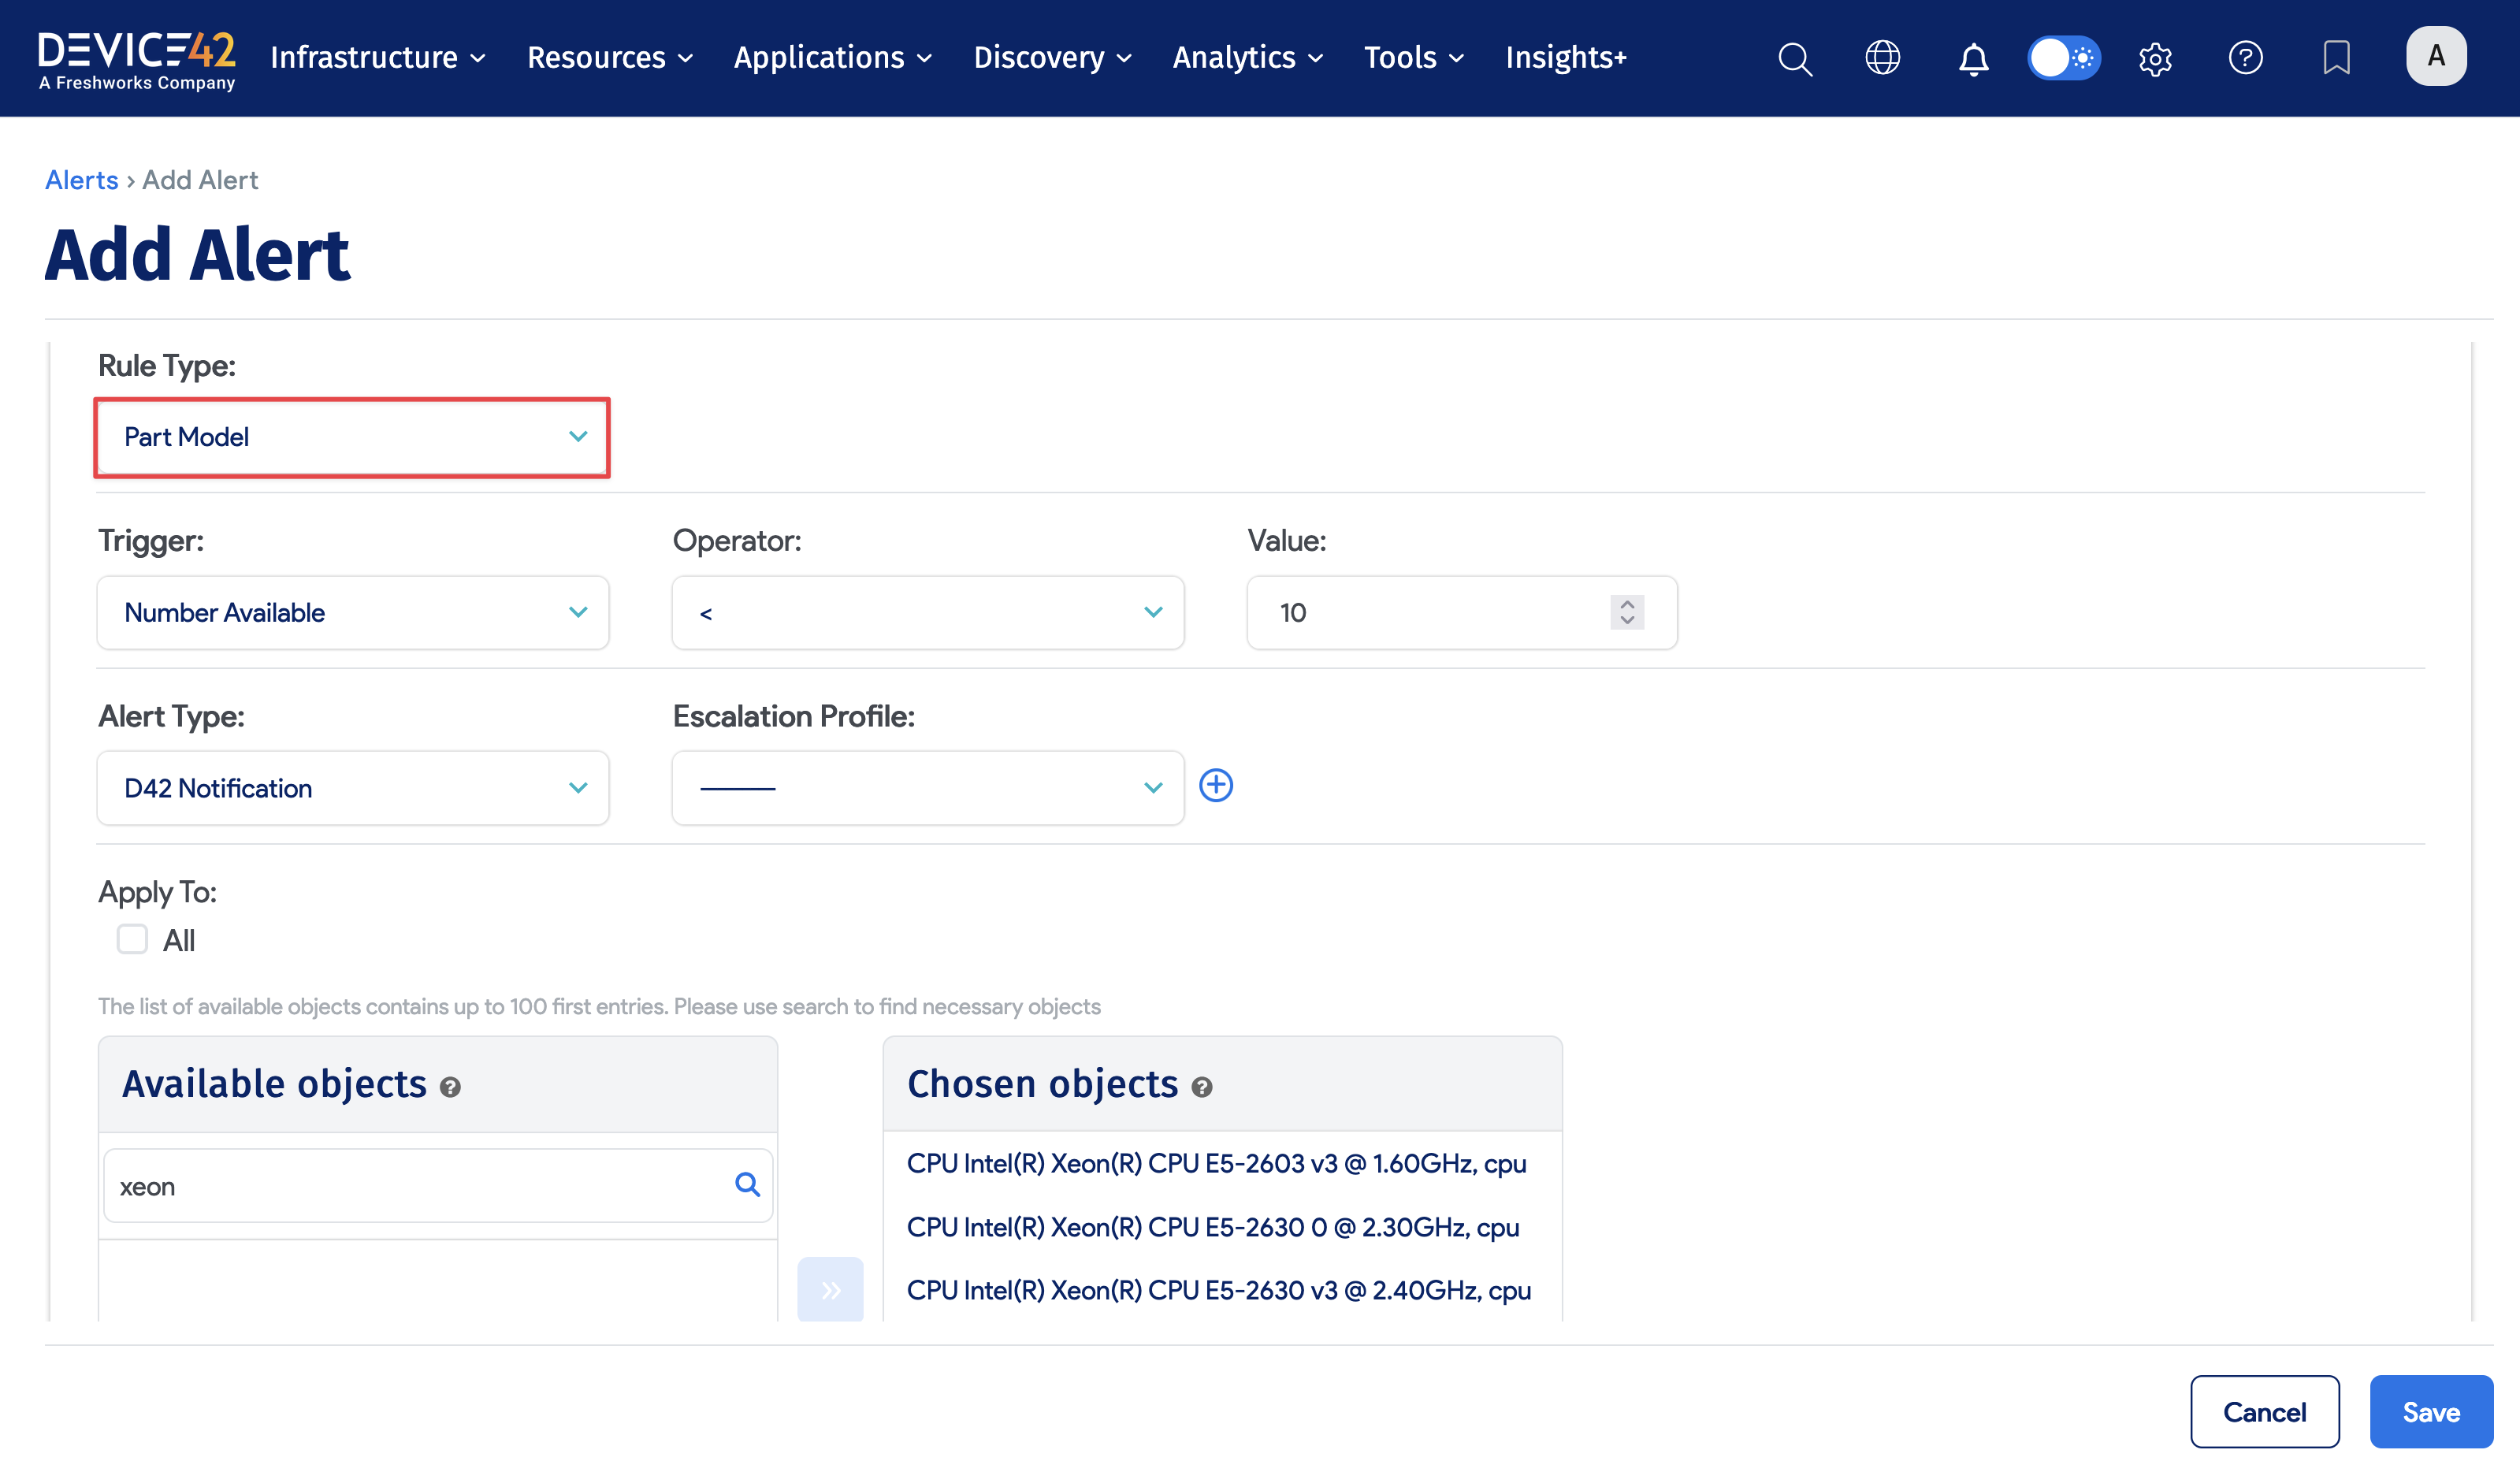 DEVICE42
A Freshworks Company
Infrastructure Resources Applications Discovery Analytics Tools Insights+
A
Alerts › Add Alert
Add Alert
Rule Type:
Part Model
Trigger: Operator: Value:
Number Available < 10
Alert Type: Escalation Profile:
D42 Notification
Apply To:
All
The list of available objects contains up to 100 first entries. Please use search to find necessary objects
Available objects ?
xeon
Chosen objects ?
CPU Intel(R) Xeon(R) CPU E5-2603 v3 @ 1.60GHz, cpu
CPU Intel(R) Xeon(R) CPU E5-2630 0 @ 2.30GHz, cpu
CPU Intel(R) Xeon(R) CPU E5-2630 v3 @ 2.40GHz, cpu
Cancel Save